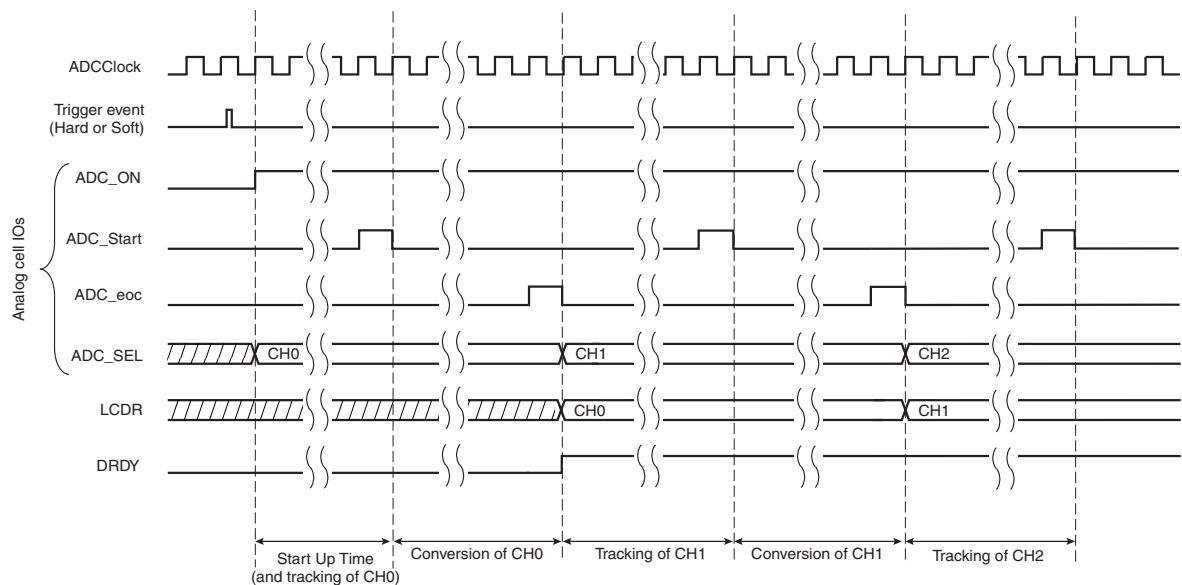 ADCClock
Trigger event
(Hard or Soft)
Analog cell IOs
ADC_ON
ADC_Start
ADC_eoc
ADC_SEL
CH0
CH1
CH2
LCDR
CH0
CH1
DRDY
Start Up Time
(and tracking of CH0)
Conversion of CH0
Tracking of CH1
Conversion of CH1
Tracking of CH2